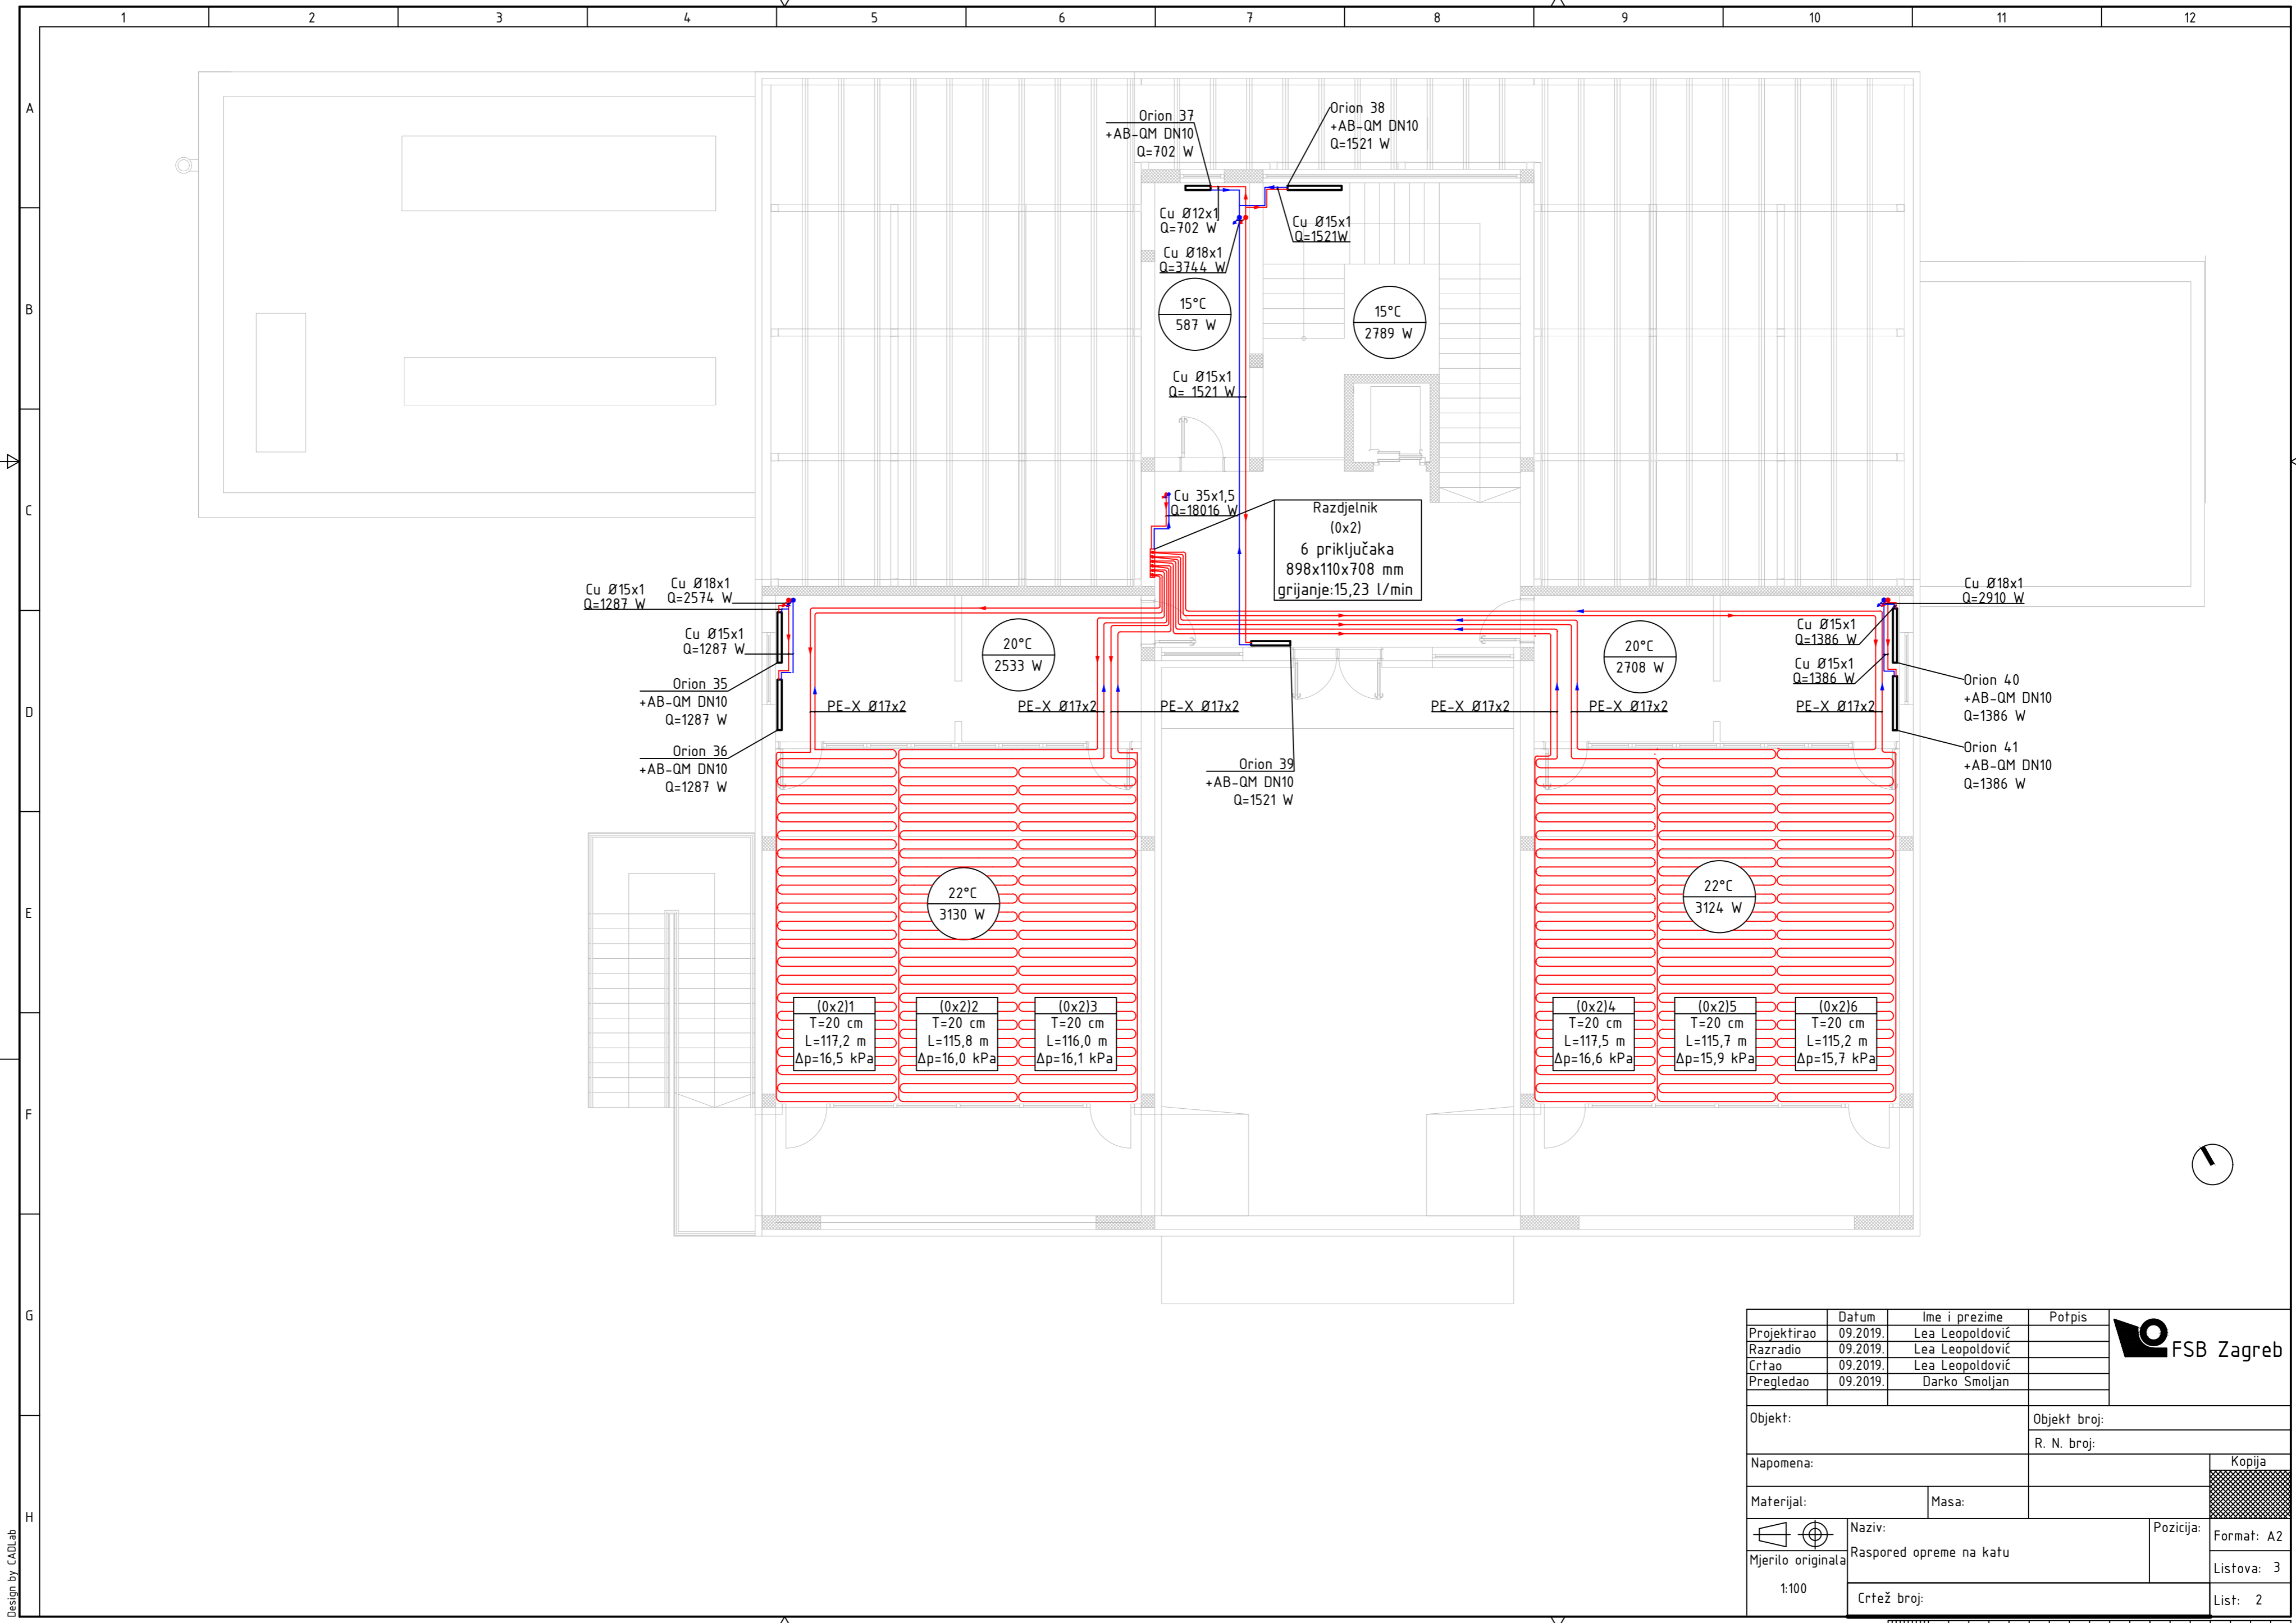 1 2 3 4 5 6 7 8 9 10 11 12
A
B
C
D
E
F
G
H
Orion 37
+AB-QM DN10
Q=702 W
Orion 38
+AB-QM DN10
Q=1521 W
Cu Ø12x1
Q=702 W
Cu Ø15x1
Q=1521W
Cu Ø18x1
Q=3744 W
15°C
587 W
15°C
2789 W
Cu Ø15x1
Q= 1521 W
Cu 35x1,5
Q=18016 W
Razdjelnik
(0x2)
6 priključaka
898x110x708 mm
grijanje:15,23 l/min
Cu Ø15x1
Q=1287 W
Cu Ø18x1
Q=2574 W
Cu Ø15x1
Q=1287 W
Orion 35
+AB-QM DN10
Q=1287 W
Orion 36
+AB-QM DN10
Q=1287 W
20°C
2533 W
20°C
2708 W
Cu Ø18x1
Q=2910 W
Cu Ø15x1
Q=1386 W
Cu Ø15x1
Q=1386 W
Orion 40
+AB-QM DN10
Q=1386 W
Orion 41
+AB-QM DN10
Q=1386 W
PE-X Ø17x2
PE-X Ø17x2
PE-X Ø17x2
PE-X Ø17x2
PE-X Ø17x2
PE-X Ø17x2
Orion 39
+AB-QM DN10
Q=1521 W
22°C
3130 W
22°C
3124 W
(0x2)1
T=20 cm
L=117,2 m
Δp=16,5 kPa
(0x2)2
T=20 cm
L=115,8 m
Δp=16,0 kPa
(0x2)3
T=20 cm
L=116,0 m
Δp=16,1 kPa
(0x2)4
T=20 cm
L=117,5 m
Δp=16,6 kPa
(0x2)5
T=20 cm
L=115,7 m
Δp=15,9 kPa
(0x2)6
T=20 cm
L=115,2 m
Δp=15,7 kPa
Datum Ime i prezime Potpis
Projektirao 09.2019. Lea Leopoldović
Razradio 09.2019. Lea Leopoldović
Crtao 09.2019. Lea Leopoldović
Pregledao 09.2019. Darko Smoljan
FSB Zagreb
Objekt:
Objekt broj:
R. N. broj:
Napomena:
Kopija
Materijal:
Masa:
Naziv:
Raspored opreme na katu
Pozicija:
Format: A2
Mjerilo originala
1:100
Listova: 3
Crtež broj:
List: 2
Design by CADLab